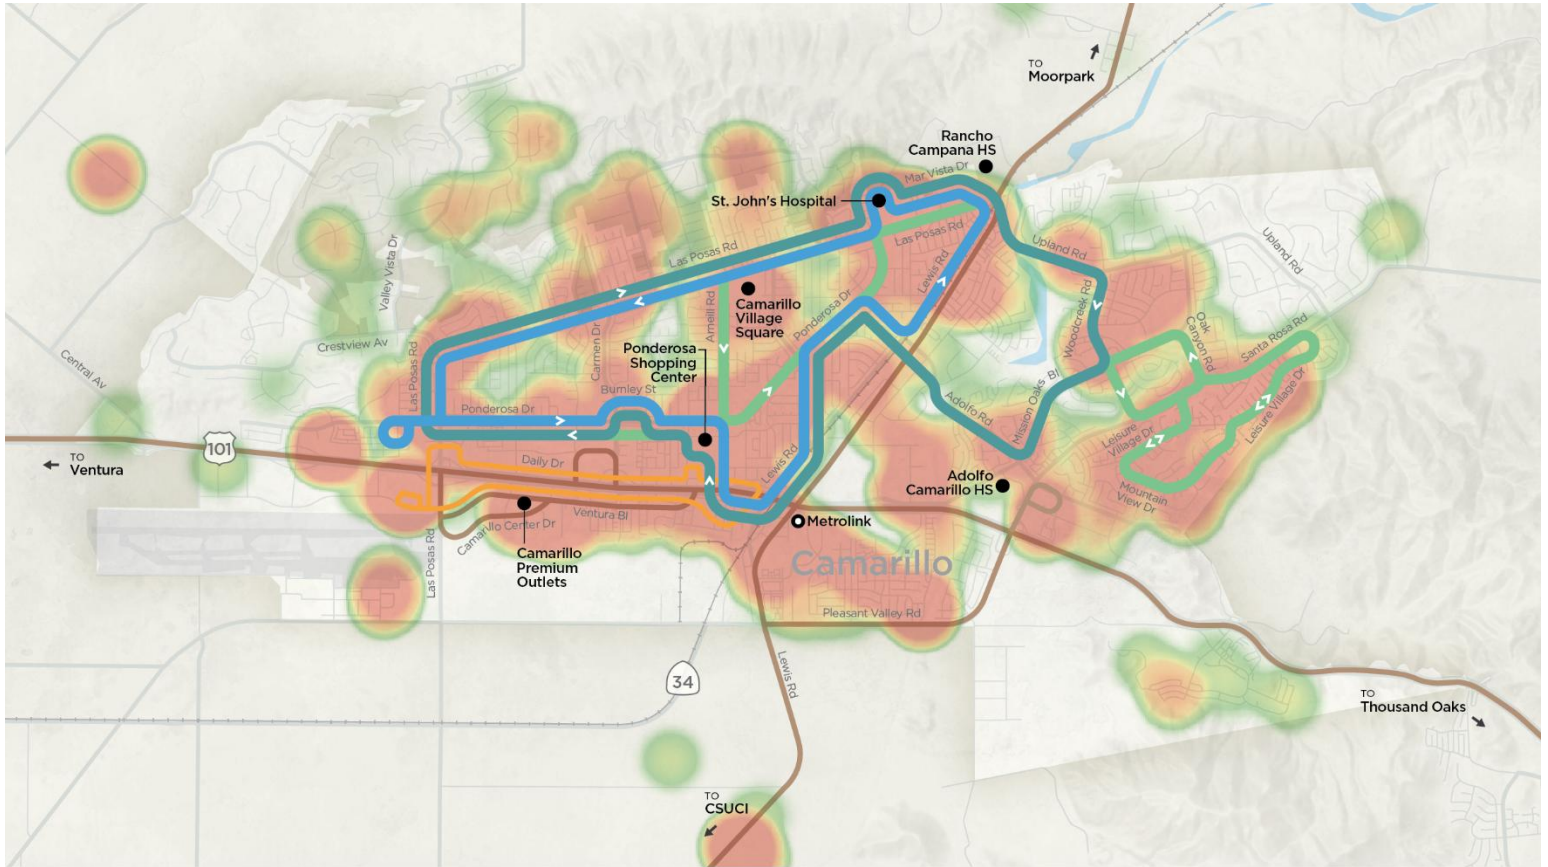 TO
Moorpark
Rancho
Campana HS
Mar Vista Dr
St. John's Hospital
Las Posas Rd
Upland Rd
Upland Rd
Las Posas Rd
Valley Vista Dr
Lewis Rd
Woodcreek Rd
Camarillo
Village
Square
Arneill Rd
Ponderosa Dr
Oak
Canyon Rd
Santa Rosa Rd
Crestview Av
Carmen Dr
Ponderosa
Shopping
Center
Central Av
Las Posas Rd
Burnley St
Mission Oaks Bl
Leisure Village Dr
Ponderosa Dr
Adolfo Rd
Leisure
Village Dr
101
TO
Ventura
Daily Dr
Lewis Rd
Adolfo
Camarillo HS
Mountain
View Dr
Camarillo Center Dr
Ventura Bl
Metrolink
Las Posas Rd
Camarillo
Premium
Outlets
Camarillo
Pleasant Valley Rd
Lewis Rd
34
TO
Thousand Oaks
TO
CSUCI